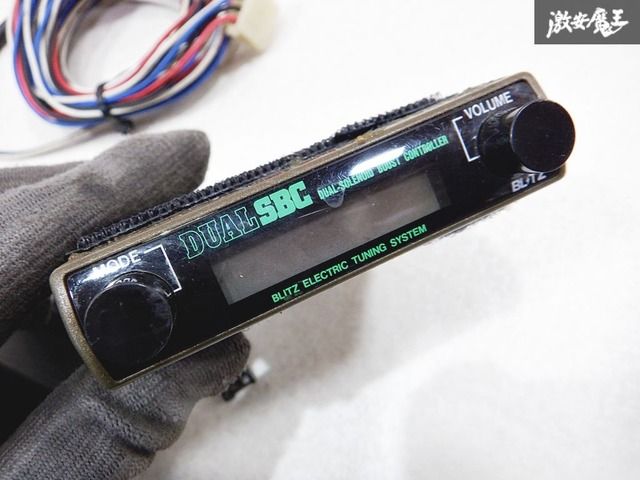 激安魔王
VOLUME
BLITZ
DUAL SBC DUAL-SOLENOID BOOST CONTROLLER
MODE
BLITZ ELECTRIC TUNING SYSTEM